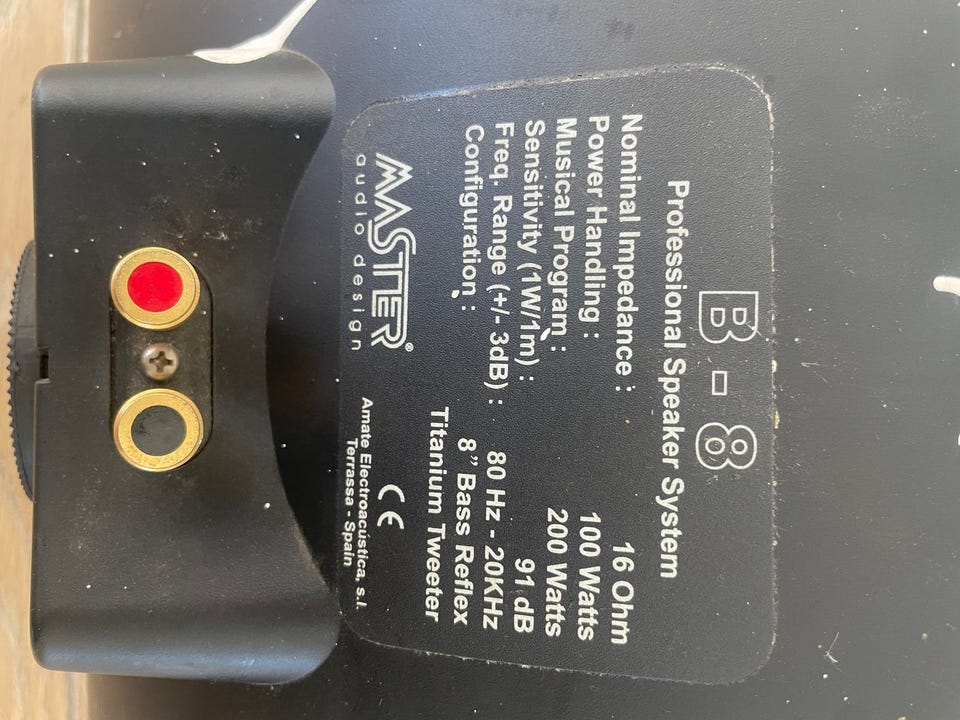 B-8
Professional Speaker System
Nominal Impedance : 16 Ohm
Power Handling : 100 Watts
Musical Program : 200 Watts
Sensitivity (1W/1m) : 91 dB
Freq. Range (+/- 3dB) : 80 Hz - 20KHz
Configuration : 8” Bass Reflex
Titanium Tweeter
MASTER®
audio design
CE
Amate Electroacústica, s.l.
Terrassa - Spain